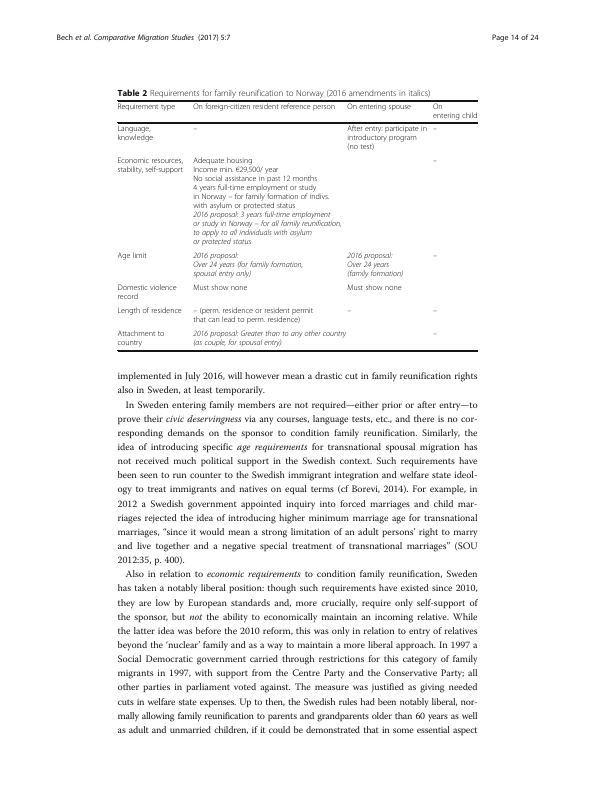 Bech et al. Comparative Migration Studies (2017) 5:7 Page 14 of 24
Table 2 Requirements for family reunification to Norway (2016 amendments in italics)
Requirement type On foreign-citizen resident reference person On entering spouse On entering child
Language, knowledge – After entry: participate in introductory program (no test) –
Economic resources, stability, self-support Adequate housing –
Income min. €29,500/ year
No social assistance in past 12 months
4 years full-time employment or study
in Norway – for family formation of indivs.
with asylum or protected status
2016 proposal: 3 years full-time employment
or study in Norway – for all family reunification,
to apply to all individuals with asylum
or protected status
Age limit 2016 proposal: 2016 proposal: –
Over 24 years (for family formation, Over 24 years
spousal entry only) (family formation)
Domestic violence record Must show none Must show none
Length of residence – (perm. residence or resident permit – –
that can lead to perm. residence)
Attachment to country 2016 proposal: Greater than to any other country –
(as couple, for spousal entry)
implemented in July 2016, will however mean a drastic cut in family reunification rights
also in Sweden, at least temporarily.
In Sweden entering family members are not required—either prior or after entry—to
prove their civic deservingness via any courses, language tests, etc., and there is no cor-
responding demands on the sponsor to condition family reunification. Similarly, the
idea of introducing specific age requirements for transnational spousal migration has
not received much political support in the Swedish context. Such requirements have
been seen to run counter to the Swedish immigrant integration and welfare state ideol-
ogy to treat immigrants and natives on equal terms (cf Borevi, 2014). For example, in
2012 a Swedish government appointed inquiry into forced marriages and child mar-
riages rejected the idea of introducing higher minimum marriage age for transnational
marriages, “since it would mean a strong limitation of an adult persons’ right to marry
and live together and a negative special treatment of transnational marriages” (SOU
2012:35, p. 400).
Also in relation to economic requirements to condition family reunification, Sweden
has taken a notably liberal position: though such requirements have existed since 2010,
they are low by European standards and, more crucially, require only self-support of
the sponsor, but not the ability to economically maintain an incoming relative. While
the latter idea was before the 2010 reform, this was only in relation to entry of relatives
beyond the ‘nuclear’ family and as a way to maintain a more liberal approach. In 1997 a
Social Democratic government carried through restrictions for this category of family
migrants in 1997, with support from the Centre Party and the Conservative Party; all
other parties in parliament voted against. The measure was justified as giving needed
cuts in welfare state expenses. Up to then, the Swedish rules had been notably liberal, nor-
mally allowing family reunification to parents and grandparents older than 60 years as well
as adult and unmarried children, if it could be demonstrated that in some essential aspect